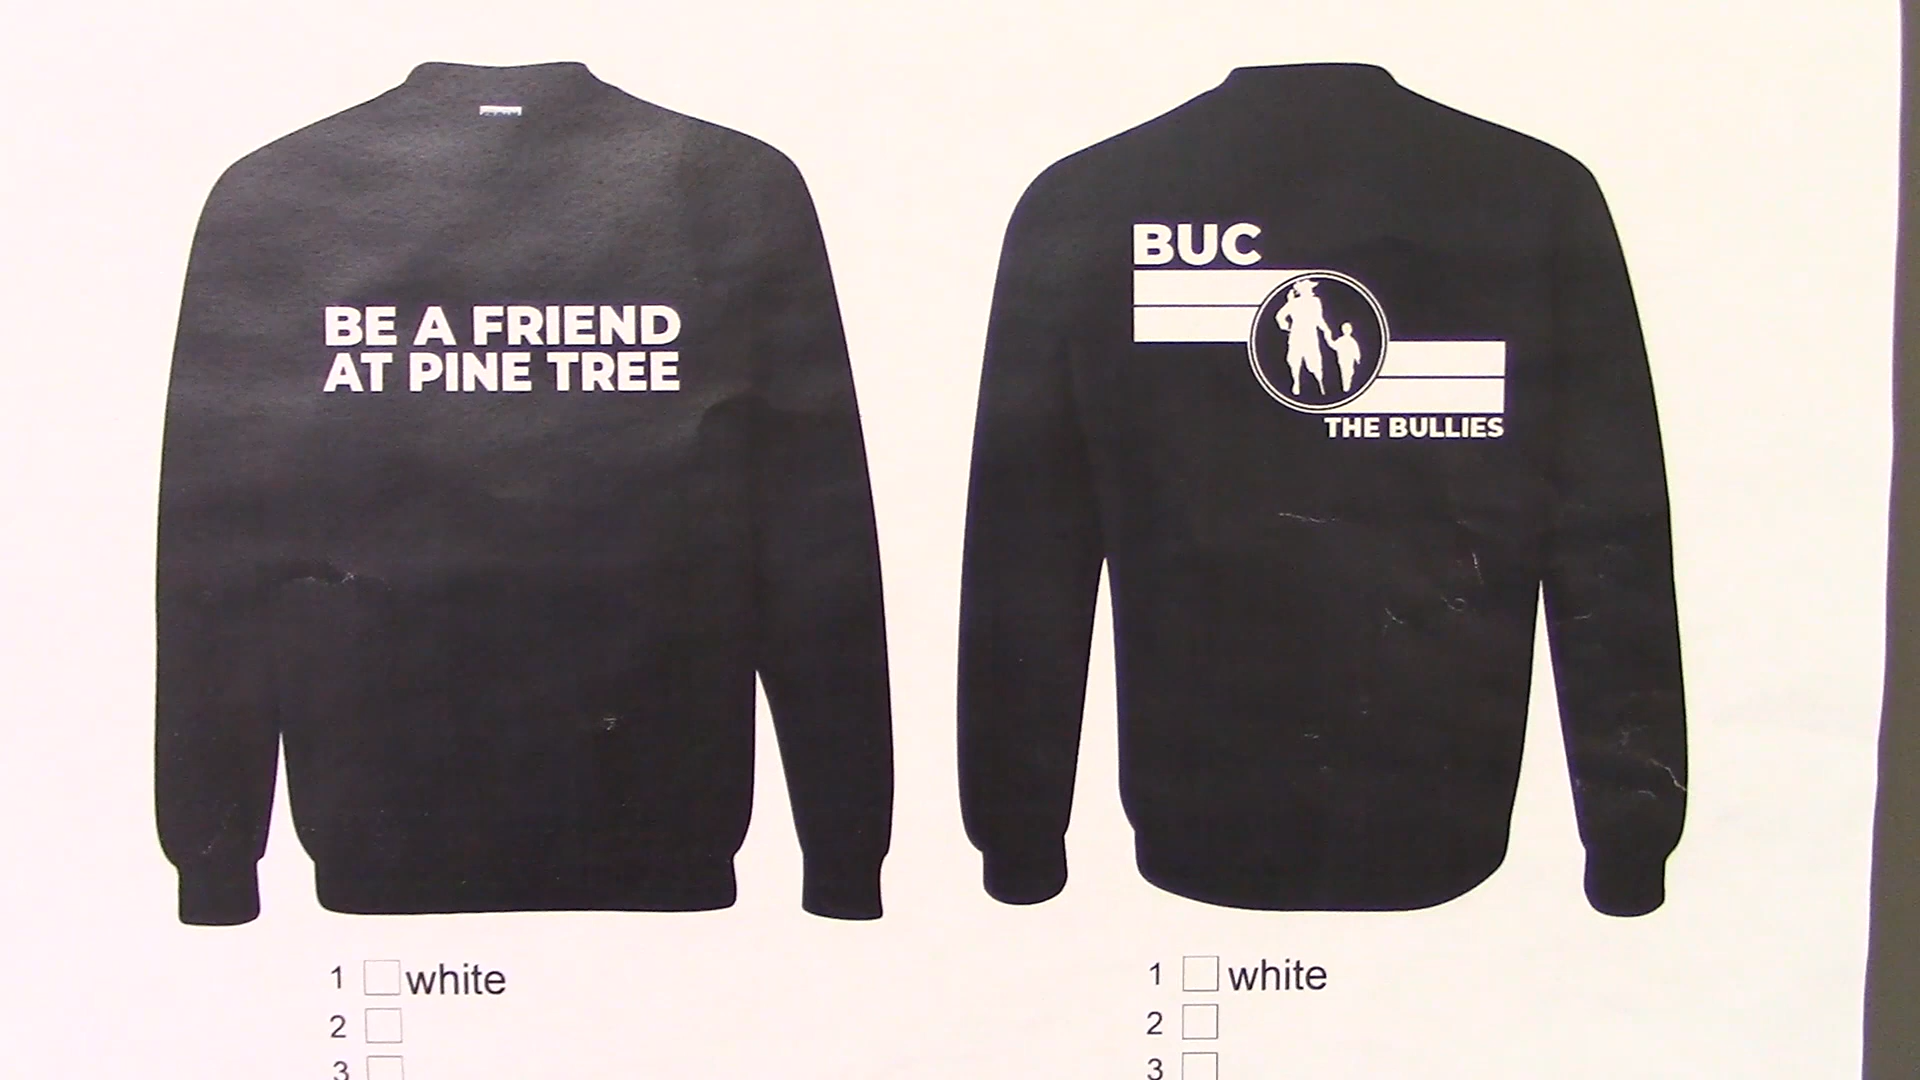 BE A FRIEND
AT PINE TREE
BUC
THE BULLIES
1 white
2
3
1 white
2
3